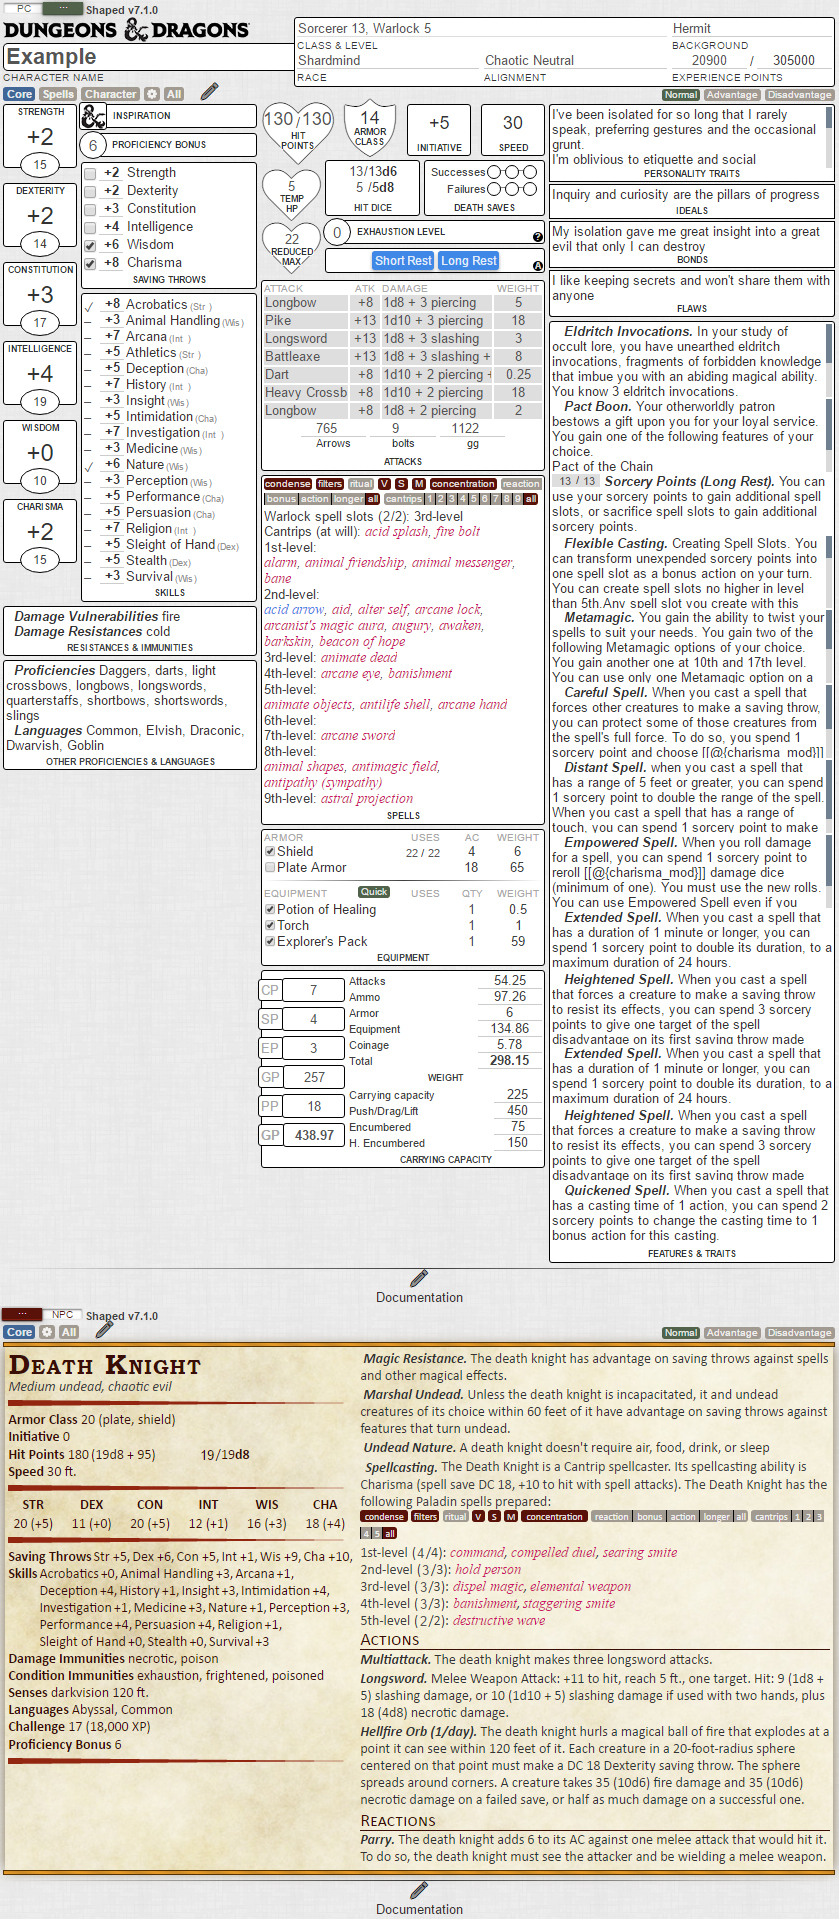 PC ... Shaped v7.1.0
DUNGEONS & DRAGONS
Example
CHARACTER NAME
Sorcerer 13, Warlock 5 Hermit
CLASS & LEVEL BACKGROUND
Shardmind Chaotic Neutral 20900 / 305000
RACE ALIGNMENT EXPERIENCE POINTS
Core Spells Character All
Normal Advantage Disadvantage
STRENGTH
+2
15
DEXTERITY
+2
14
CONSTITUTION
+3
17
INTELLIGENCE
+4
19
WISDOM
+0
10
CHARISMA
+2
15
INSPIRATION
6 PROFICIENCY BONUS
+2 Strength
+2 Dexterity
+3 Constitution
+4 Intelligence
+6 Wisdom
+8 Charisma
SAVING THROWS
+8 Acrobatics (Str )
+3 Animal Handling (Wis)
+7 Arcana (Int )
+5 Athletics (Str )
+5 Deception (Cha)
+7 History (Int )
+3 Insight (Wis)
+5 Intimidation (Cha)
+7 Investigation (Int )
+3 Medicine (Wis)
+6 Nature (Wis)
+3 Perception (Wis)
+5 Performance (Cha)
+5 Persuasion (Cha)
+7 Religion (Int )
+5 Sleight of Hand (Dex)
+5 Stealth (Dex)
+3 Survival (Wis)
SKILLS
Damage Vulnerabilities fire
Damage Resistances cold
RESISTANCES & IMMUNITIES
Proficiencies Daggers, darts, light
crossbows, longbows, longswords,
quarterstaffs, shortbows, shortswords,
slings
Languages Common, Elvish, Draconic,
Dwarvish, Goblin
OTHER PROFICIENCIES & LANGUAGES
130 / 130
HIT
POINTS
14
ARMOR
CLASS
+5
INITIATIVE
30
SPEED
5
TEMP
HP
13/13d6
5 /5d8
HIT DICE
Successes
Failures
DEATH SAVES
22
REDUCED
MAX
0 EXHAUSTION LEVEL ?
Short Rest Long Rest A
ATTACK ATK DAMAGE WEIGHT
Longbow +8 1d8 + 3 piercing 5
Pike +13 1d10 + 3 piercing 18
Longsword +13 1d8 + 3 slashing 3
Battleaxe +13 1d8 + 3 slashing + 8
Dart +8 1d10 + 2 piercing + 0.25
Heavy Crossb +8 1d10 + 2 piercing 18
Longbow +8 1d8 + 2 piercing 2
765 9 1122
Arrows bolts gg
ATTACKS
condense filters ritual V S M concentration reaction
bonus action longer all cantrips 1 2 3 4 5 6 7 8 9 all
Warlock spell slots (2/2): 3rd-level
Cantrips (at will): acid splash, fire bolt
1st-level:
alarm, animal friendship, animal messenger,
bane
2nd-level:
acid arrow, aid, alter self, arcane lock,
arcanist's magic aura, augury, awaken,
barkskin, beacon of hope
3rd-level: animate dead
4th-level: arcane eye, banishment
5th-level:
animate objects, antilife shell, arcane hand
6th-level:
7th-level: arcane sword
8th-level:
animal shapes, antimagic field,
antipathy (sympathy)
9th-level: astral projection
SPELLS
ARMOR USES AC WEIGHT
Shield 22 / 22 4 6
Plate Armor 18 65
EQUIPMENT Quick USES QTY WEIGHT
Potion of Healing 1 0.5
Torch 1 1
Explorer's Pack 1 59
EQUIPMENT
CP 7
SP 4
EP 3
GP 257
PP 18
GP 438.97
Attacks 54.25
Ammo 97.26
Armor 6
Equipment 134.86
Coinage 5.78
Total 298.15
WEIGHT
Carrying capacity 225
Push/Drag/Lift 450
Encumbered 75
H. Encumbered 150
CARRYING CAPACITY
I've been isolated for so long that I rarely
speak, preferring gestures and the occasional
grunt.
I'm oblivious to etiquette and social
PERSONALITY TRAITS
Inquiry and curiosity are the pillars of progress
IDEALS
My isolation gave me great insight into a great
evil that only I can destroy
BONDS
I like keeping secrets and won't share them with
anyone
FLAWS
Eldritch Invocations. In your study of
occult lore, you have unearthed eldritch
invocations, fragments of forbidden knowledge
that imbue you with an abiding magical ability.
You know 3 eldritch invocations.
Pact Boon. Your otherworldly patron
bestows a gift upon you for your loyal service.
You gain one of the following features of your
choice.
Pact of the Chain
13 / 13 Sorcery Points (Long Rest). You can
use your sorcery points to gain additional spell
slots, or sacrifice spell slots to gain additional
sorcery points.
Flexible Casting. Creating Spell Slots. You
can transform unexpended sorcery points into
one spell slot as a bonus action on your turn.
You can create spell slots no higher in level
than 5th.Any spell slot you create with this
Metamagic. You gain the ability to twist your
spells to suit your needs. You gain two of the
following Metamagic options of your choice.
You gain another one at 10th and 17th level.
You can use only one Metamagic option on a
Careful Spell. When you cast a spell that
forces other creatures to make a saving throw,
you can protect some of those creatures from
the spell's full force. To do so, you spend 1
sorcery point and choose [[@{charisma_mod}]]
Distant Spell. when you cast a spell that
has a range of 5 feet or greater, you can spend
1 sorcery point to double the range of the spell.
When you cast a spell that has a range of
touch, you can spend 1 sorcery point to make
Empowered Spell. When you roll damage
for a spell, you can spend 1 sorcery point to
reroll [[@{charisma_mod}]] damage dice
(minimum of one). You must use the new rolls.
You can use Empowered Spell even if you
Extended Spell. When you cast a spell that
has a duration of 1 minute or longer, you can
spend 1 sorcery point to double its duration, to a
maximum duration of 24 hours.
Heightened Spell. When you cast a spell
that forces a creature to make a saving throw
to resist its effects, you can spend 3 sorcery
points to give one target of the spell
disadvantage on its first saving throw made
Extended Spell. When you cast a spell that
has a duration of 1 minute or longer, you can
spend 1 sorcery point to double its duration, to a
maximum duration of 24 hours.
Heightened Spell. When you cast a spell
that forces a creature to make a saving throw
to resist its effects, you can spend 3 sorcery
points to give one target of the spell
disadvantage on its first saving throw made
Quickened Spell. When you cast a spell that
has a casting time of 1 action, you can spend 2
sorcery points to change the casting time to 1
bonus action for this casting.
FEATURES & TRAITS
Documentation
... NPC Shaped v7.1.0
Core All
Normal Advantage Disadvantage
DEATH KNIGHT
Medium undead, chaotic evil
Armor Class 20 (plate, shield)
Initiative 0
Hit Points 180 (19d8 + 95) 19/19d8
Speed 30 ft.
STR DEX CON INT WIS CHA
20 (+5) 11 (+0) 20 (+5) 12 (+1) 16 (+3) 18 (+4)
Saving Throws Str +5, Dex +6, Con +5, Int +1, Wis +9, Cha +10,
Skills Acrobatics +0, Animal Handling +3, Arcana +1,
Deception +4, History +1, Insight +3, Intimidation +4,
Investigation +1, Medicine +3, Nature +1, Perception +3,
Performance +4, Persuasion +4, Religion +1,
Sleight of Hand +0, Stealth +0, Survival +3
Damage Immunities necrotic, poison
Condition Immunities exhaustion, frightened, poisoned
Senses darkvision 120 ft.
Languages Abyssal, Common
Challenge 17 (18,000 XP)
Proficiency Bonus 6
Magic Resistance. The death knight has advantage on saving throws against spells
and other magical effects.
Marshal Undead. Unless the death knight is incapacitated, it and undead
creatures of its choice within 60 feet of it have advantage on saving throws against
features that turn undead.
Undead Nature. A death knight doesn't require air, food, drink, or sleep
Spellcasting. The Death Knight is a Cantrip spellcaster. Its spellcasting ability is
Charisma (spell save DC 18, +10 to hit with spell attacks). The Death Knight has the
following Paladin spells prepared:
condense filters ritual V S M concentration reaction bonus action longer all cantrips 1 2 3
4 5 all
1st-level (4/4): command, compelled duel, searing smite
2nd-level (3/3): hold person
3rd-level (3/3): dispel magic, elemental weapon
4th-level (3/3): banishment, staggering smite
5th-level (2/2): destructive wave
ACTIONS
Multiattack. The death knight makes three longsword attacks.
Longsword. Melee Weapon Attack: +11 to hit, reach 5 ft., one target. Hit: 9 (1d8 +
5) slashing damage, or 10 (1d10 + 5) slashing damage if used with two hands, plus
18 (4d8) necrotic damage.
Hellfire Orb (1/day). The death knight hurls a magical ball of fire that explodes at a
point it can see within 120 feet of it. Each creature in a 20-foot-radius sphere
centered on that point must make a DC 18 Dexterity saving throw. The sphere
spreads around corners. A creature takes 35 (10d6) fire damage and 35 (10d6)
necrotic damage on a failed save, or half as much damage on a successful one.
REACTIONS
Parry. The death knight adds 6 to its AC against one melee attack that would hit it.
To do so, the death knight must see the attacker and be wielding a melee weapon.
Documentation